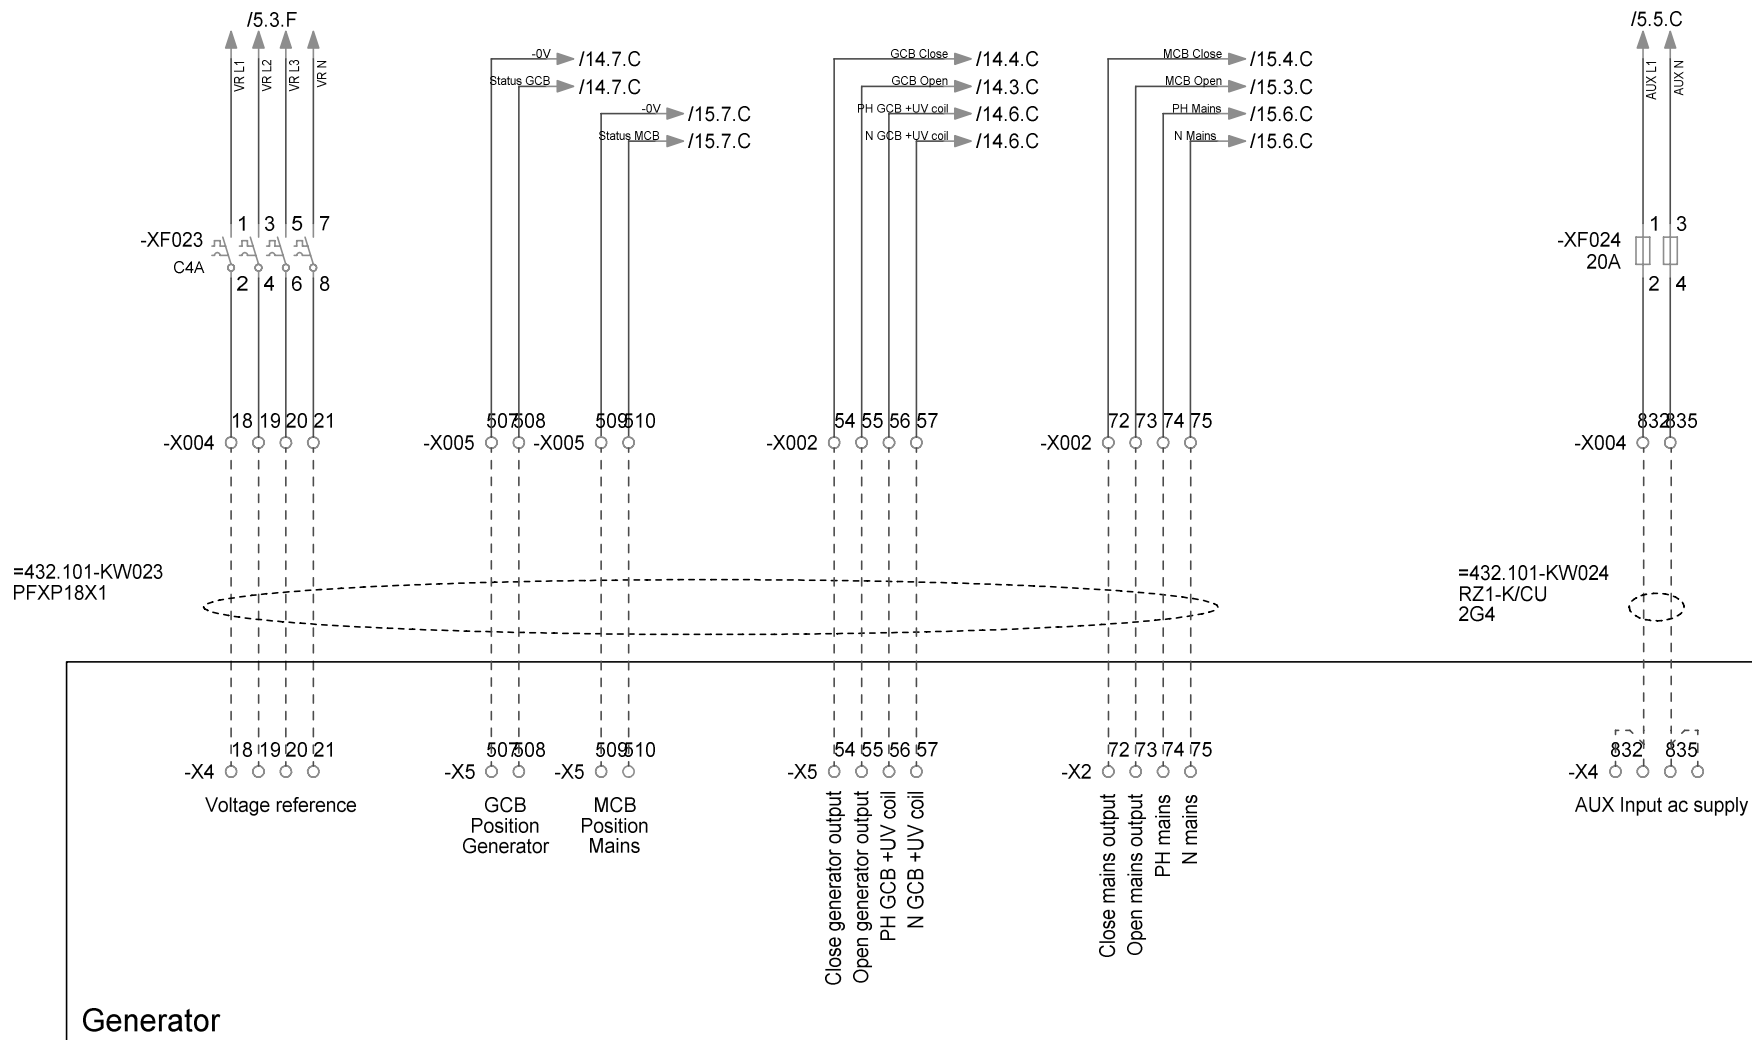 /5.3.F
/5.5.C
VR L1
VR L2
VR L3
VR N
-0V
/14.7.C
Status GCB
/14.7.C
-0V
/15.7.C
Status MCB
/15.7.C
GCB Close
/14.4.C
GCB Open
/14.3.C
PH GCB +UV coil
/14.6.C
N GCB +UV coil
/14.6.C
MCB Close
/15.4.C
MCB Open
/15.3.C
PH Mains
/15.6.C
N Mains
/15.6.C
AUX L1
AUX N
1 3 5 7
-XF023
C4A
2 4 6 8
1 3
-XF024
20A
2 4
18 19 20 21
-X004
507 508
-X005
509 510
-X005
54 55 56 57
-X002
72 73 74 75
-X002
832 835
-X004
=432.101-KW023
PFXP18X1
=432.101-KW024
RZ1-K/CU
2G4
18 19 20 21
-X4
Voltage reference
507 508
-X5
GCB
Position
Generator
509 510
-X5
MCB
Position
Mains
54 55 56 57
-X5
Close generator output
Open generator output
PH GCB +UV coil
N GCB +UV coil
72 73 74 75
-X2
Close mains output
Open mains output
PH mains
N mains
832 835
-X4
AUX Input ac supply
Generator